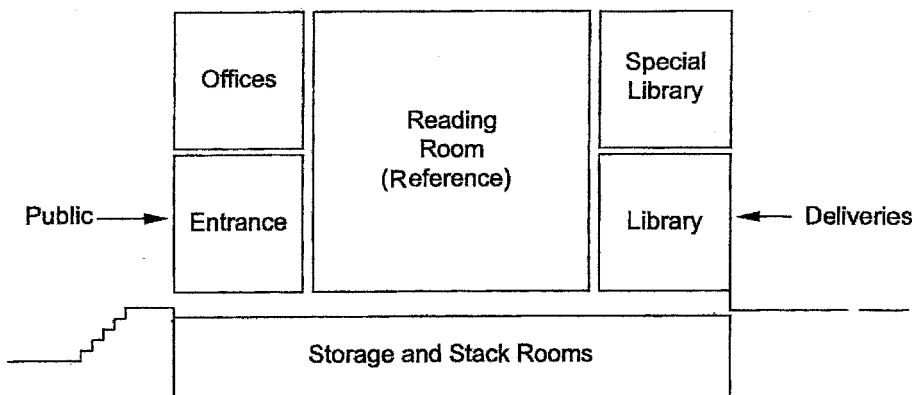 Offices
Reading
Room
(Reference)
Special
Library
Public
Entrance
Library
Deliveries
Storage and Stack Rooms